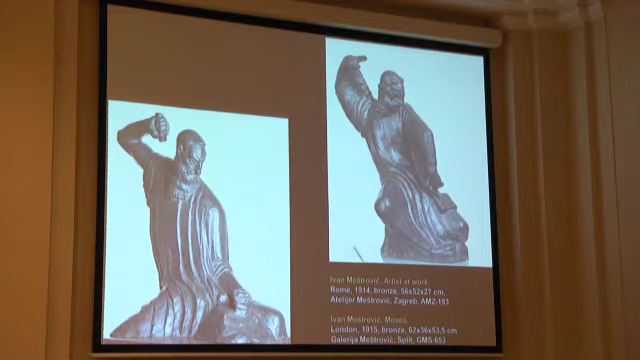 Ivan Meštrović, Artist at work,
Rome, 1914, bronze, 56x52x27 cm,
Atelijer Meštrović, Zagreb, AMZ-193
Ivan Meštrović, Moses,
London, 1915, bronze, 62x36x53,5 cm
Galerija Meštrović, Split, GMS-653